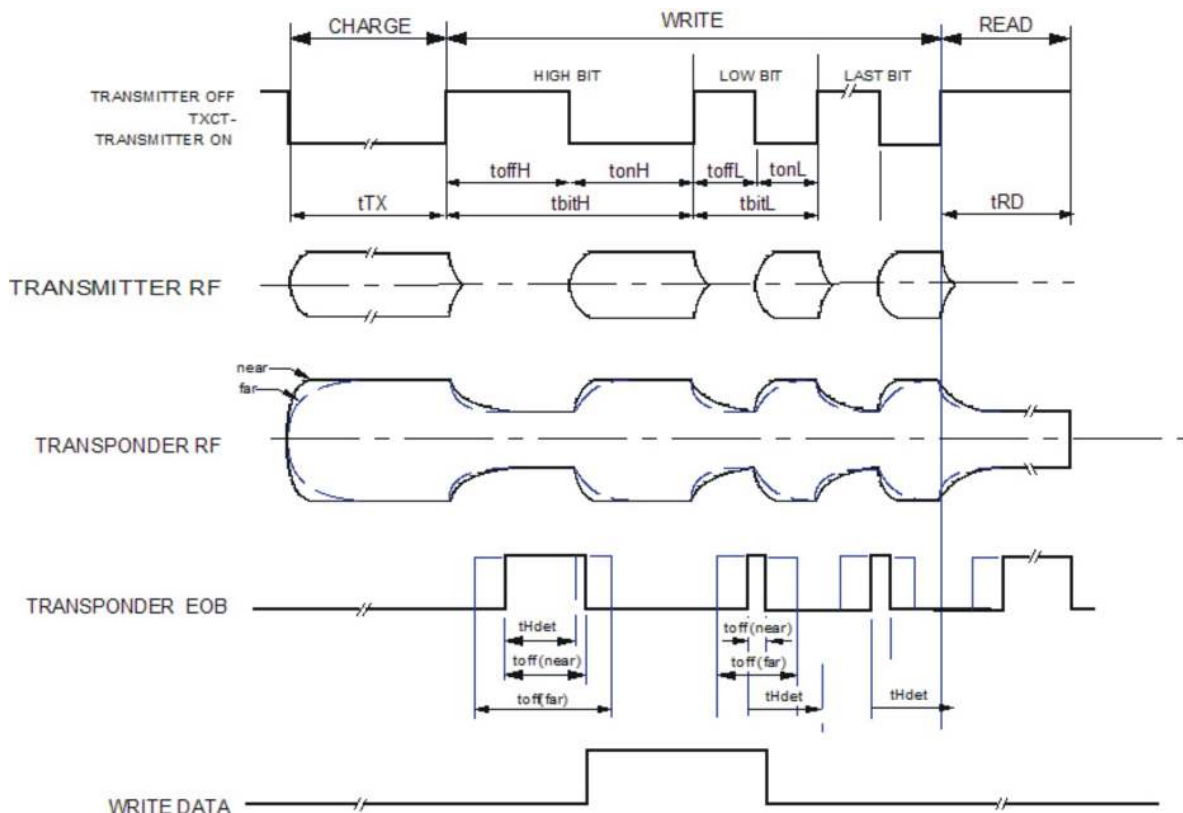 CHARGE WRITE READ
HIGH BIT LOW BIT LAST BIT
TRANSMITTER OFF
TXCT-
TRANSMITTER ON
toffH tonH toffL tonL
tTX tbitH tbitL tRD
TRANSMITTER RF
near
far
TRANSPONDER RF
TRANSPONDER EOB
tHdet toff(near)
toff(near) toff(far)
toff(far) tHdet tHdet
WRITE DATA